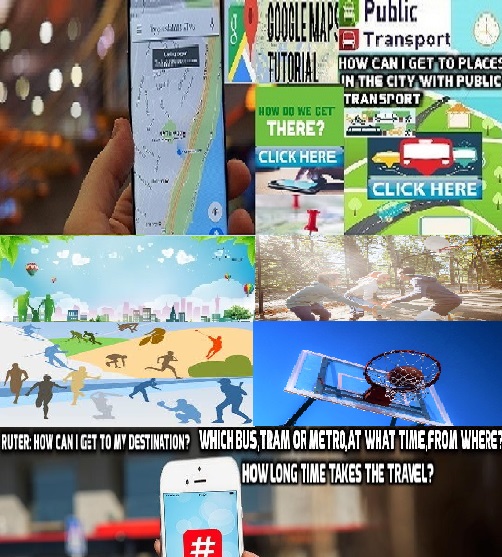 GOOGLE MAPS
TUTORIAL
Public
Transport
HOW CAN I GET TO PLACES
IN THE CITY WITH PUBLIC
TRANSPORT
HOW DO WE GET
THERE?
CLICK HERE
CLICK HERE
RUTER: HOW CAN I GET TO MY DESTINATION?
WHICH BUS,TRAM OR METRO,AT WHAT TIME,FROM WHERE?
HOW LONG TIME TAKES THE TRAVEL?
#